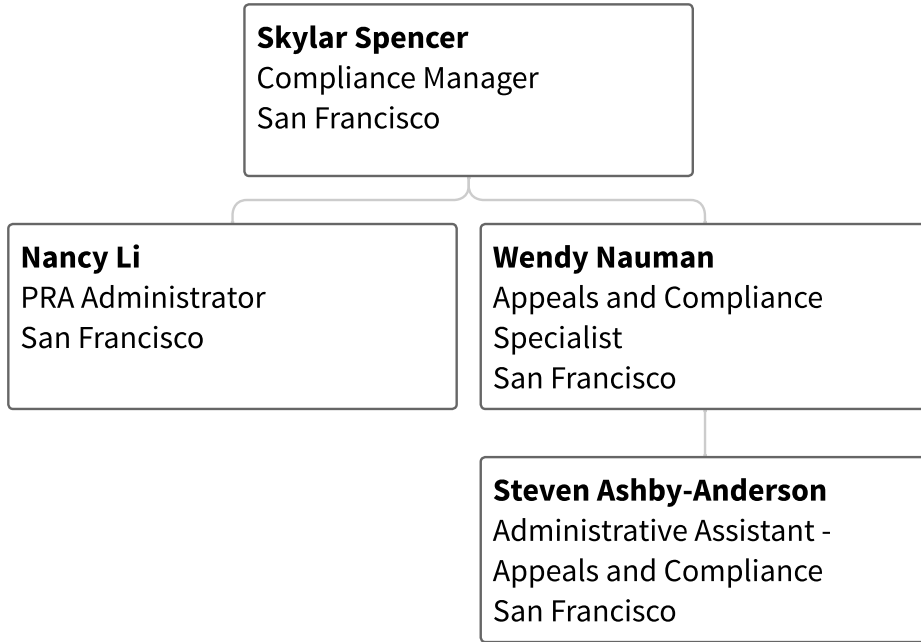 Skylar Spencer
Compliance Manager
San Francisco
Nancy Li
PRA Administrator
San Francisco
Wendy Nauman
Appeals and Compliance
Specialist
San Francisco
Steven Ashby-Anderson
Administrative Assistant -
Appeals and Compliance
San Francisco